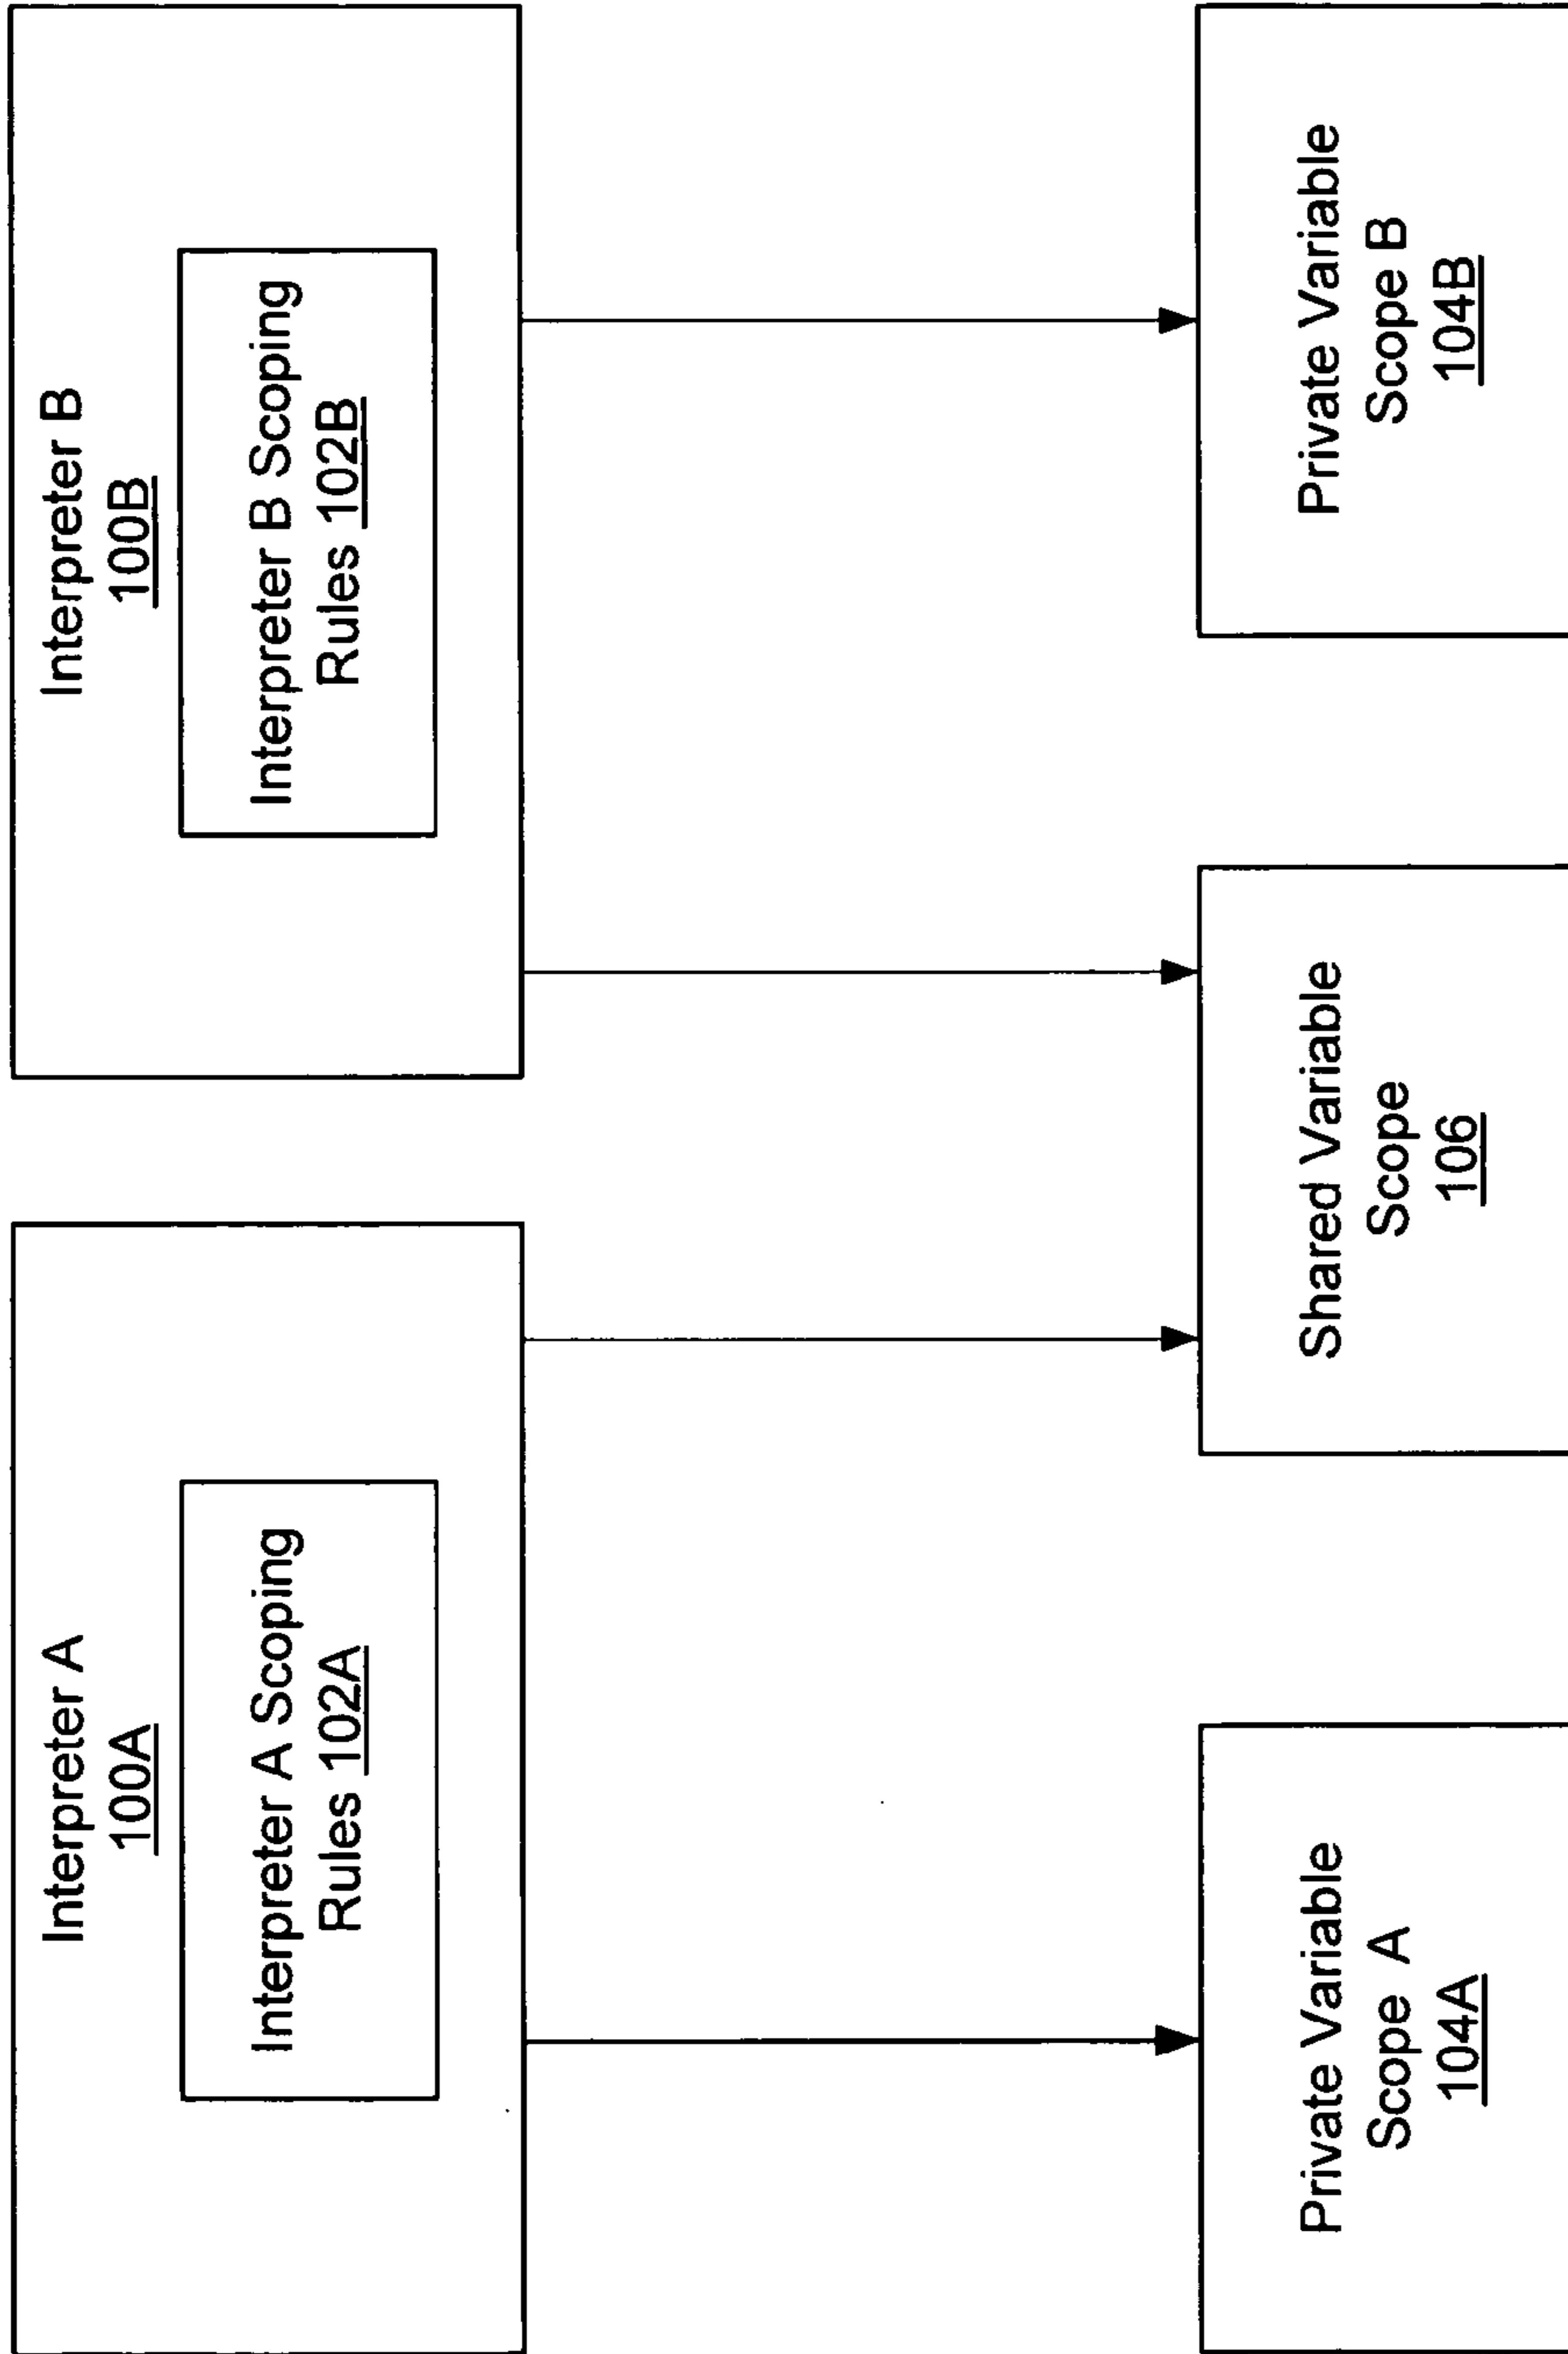 Interpreter A
100A
Interpreter A Scoping
Rules 102A
Interpreter B
100B
Interpreter B Scoping
Rules 102B
Private Variable
Scope A
104A
Shared Variable
Scope
106
Private Variable
Scope B
104B